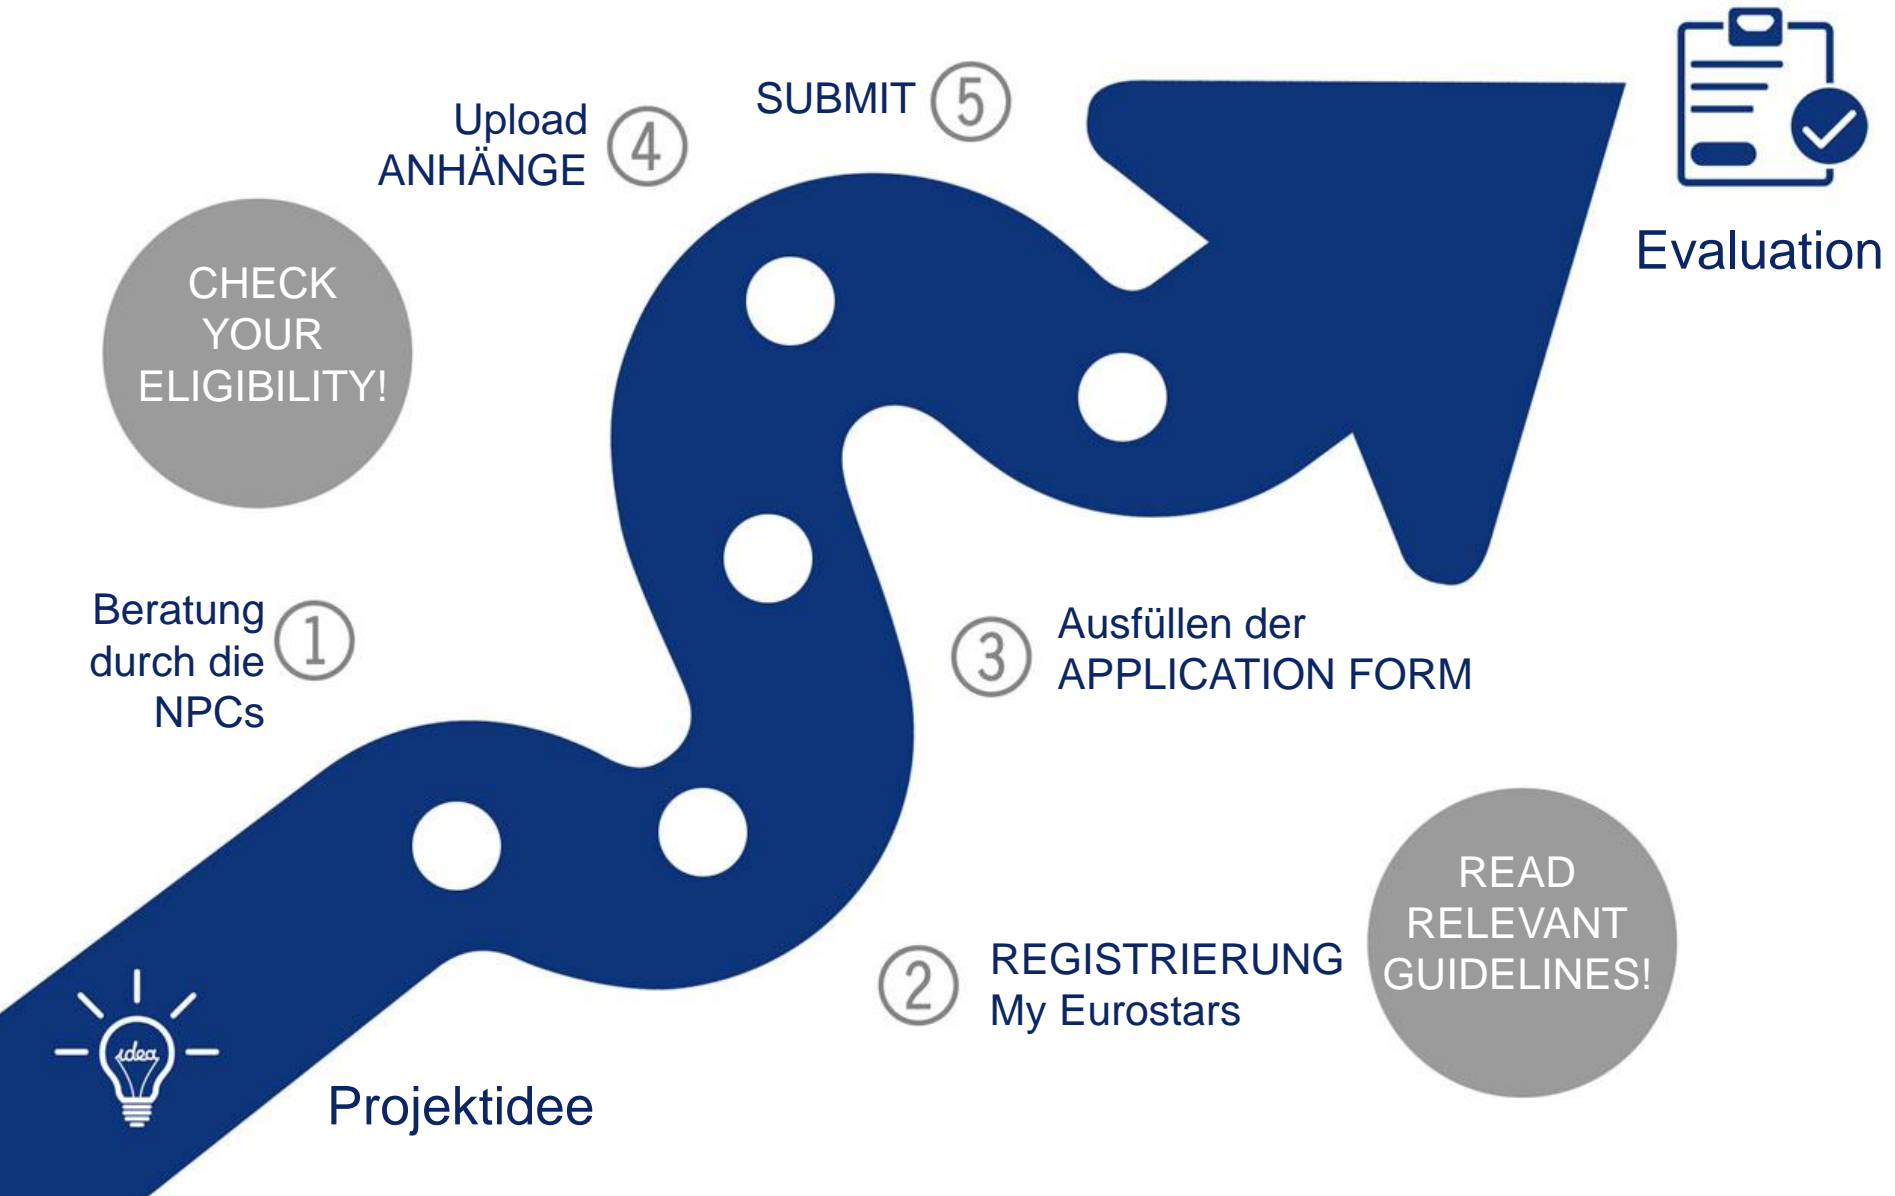 SUBMIT 5
Upload
ANHÄNGE
4
Evaluation
CHECK
YOUR
ELIGIBILITY!
Beratung
durch die
NPCs
1
3
Ausfüllen der
APPLICATION FORM
READ
RELEVANT
GUIDELINES!
2
REGISTRIERUNG
My Eurostars
idea
Projektidee